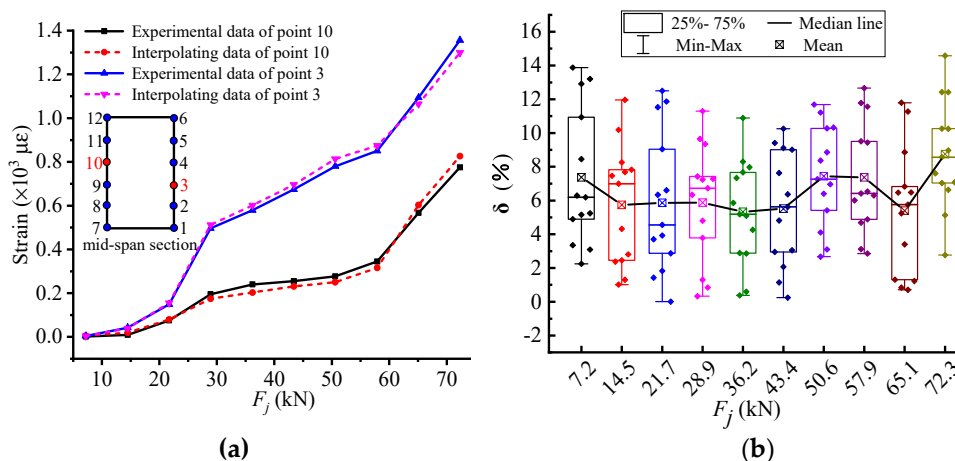 Experimental data of point 10
Interpolating data of point 10
Experimental data of point 3
Interpolating data of point 3
1.4
1.2
1.0
0.8
0.6
0.4
0.2
0.0
Strain (×10³ με)
12 6
11 5
10 4
9 3
8 2
7 1
mid-span section
10 20 30 40 50 60 70
F_j (kN)
(a)
25%- 75% Median line
Min-Max Mean
16
14
12
10
8
6
4
2
0
-2
δ (%)
7.2 14.5 21.7 28.9 36.2 43.4 50.6 57.9 65.1 72.3
F_j (kN)
(b)